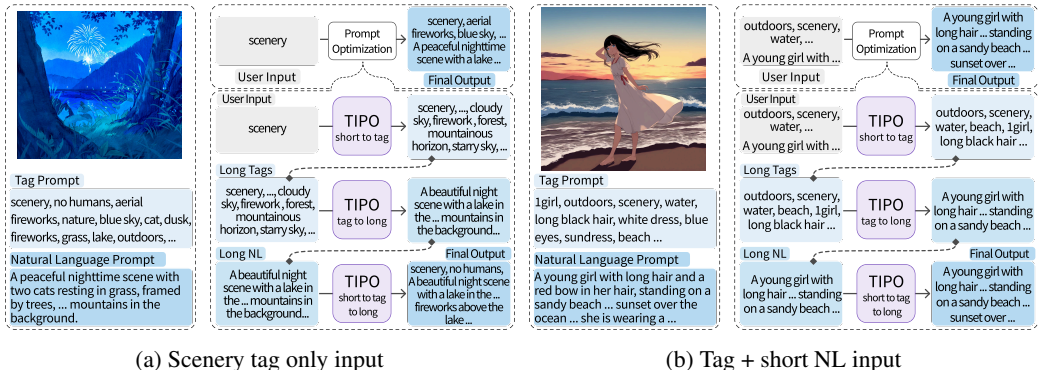 Tag Prompt
scenery, no humans, aerial
fireworks, nature, blue sky, cat, dusk,
fireworks, grass, lake, outdoors, ...
Natural Language Prompt
A peaceful nighttime scene with
two cats resting in grass, framed
by trees, ... mountains in the
background.
scenery
User Input
Prompt
Optimization
scenery, aerial
fireworks, blue sky, ...
A peaceful nighttime
scene with a lake ...
Final Output
User Input
scenery
TIPO
short to tag
scenery, ..., cloudy
sky, firework , forest,
mountainous
horizon, starry sky, ...
Long Tags
scenery, ..., cloudy
sky, firework , forest,
mountainous
horizon, starry sky, ...
TIPO
tag to long
A beautiful night
scene with a lake in
the ... mountains in
the background...
Long NL
A beautiful night
scene with a lake in
the ... mountains in
the background...
TIPO
short to tag
to long
Final Output
scenery, no humans,
A beautiful night scene
with a lake in the ...
fireworks above the
lake ...
(a) Scenery tag only input
Tag Prompt
1girl, outdoors, scenery, water,
long black hair, white dress, blue
eyes, sundress, beach ...
Natural Language Prompt
A young girl with long hair and a
red bow in her hair, standing on a
sandy beach ... sunset over the
ocean ... she is wearing a ...
outdoors, scenery,
water, ...
A young girl with ...
User Input
Prompt
Optimization
A young girl with
long hair ... standing
on a sandy beach ...
sunset over ...
Final Output
User Input
outdoors, scenery,
water, ...
A young girl with ...
TIPO
short to tag
outdoors, scenery,
water, beach, 1girl,
long black hair ...
Long Tags
outdoors, scenery,
water, beach, 1girl,
long black hair ...
TIPO
tag to long
A young girl with
long hair ... standing
on a sandy beach ...
Long NL
A young girl with
long hair ... standing
on a sandy beach ...
TIPO
short to tag
to long
Final Output
A young girl with
long hair ... standing
on a sandy beach ...
sunset over ...
(b) Tag + short NL input